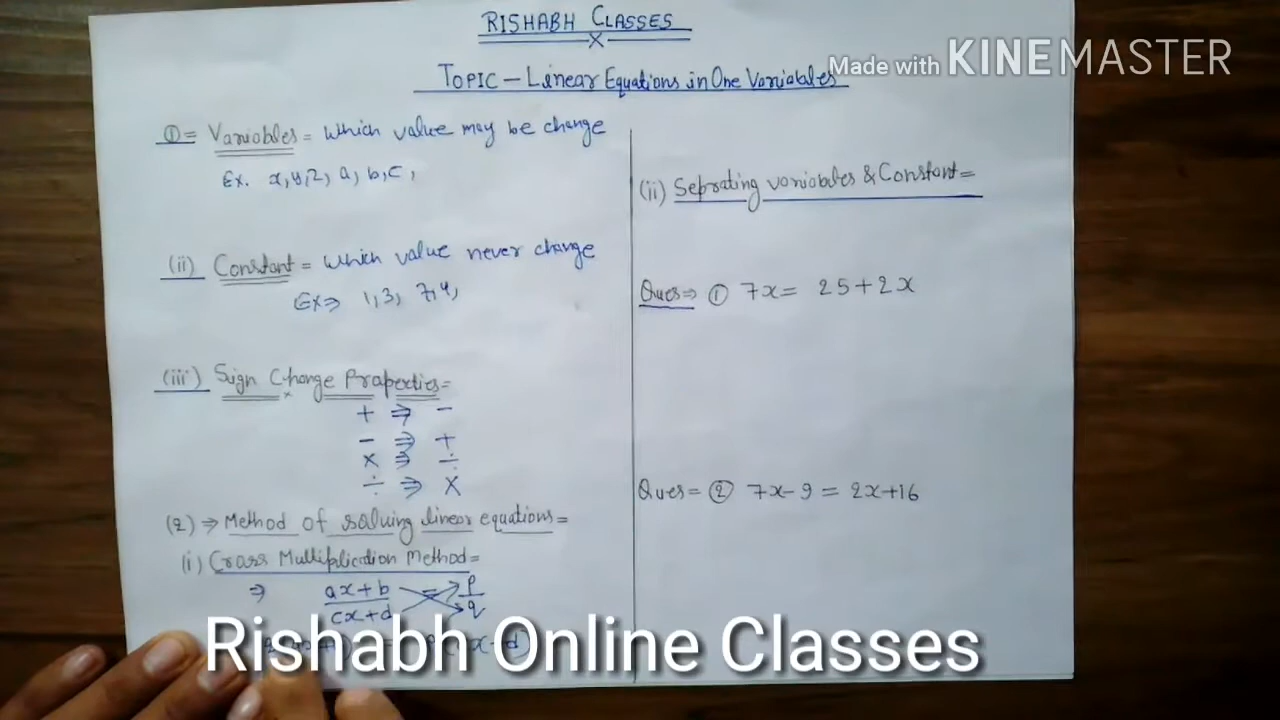 RISHABH CLASSES
Made with KINEMASTER
TOPIC - Linear Equations in One Variables
① = Variables = Which value may be change
Ex. x, y, z, a, b, c,
(ii) Constant = Which value never change
Ex ⇒ 1, 3, 7, 4,
(iii) Sign Change Properties =
+ ⇒ -
- ⇒ +
× ⇒ ÷
÷ ⇒ ×
(2) ⇒ Method of solving linear equations =
(i) Cross Multiplication Method =
⇒ ax+b = p
cx+d q
(ii) Seprating variables & Constant =
Ques ⇒ ① 7x = 25+2x
Ques = ② 7x-9 = 2x+16
Rishabh Online Classes